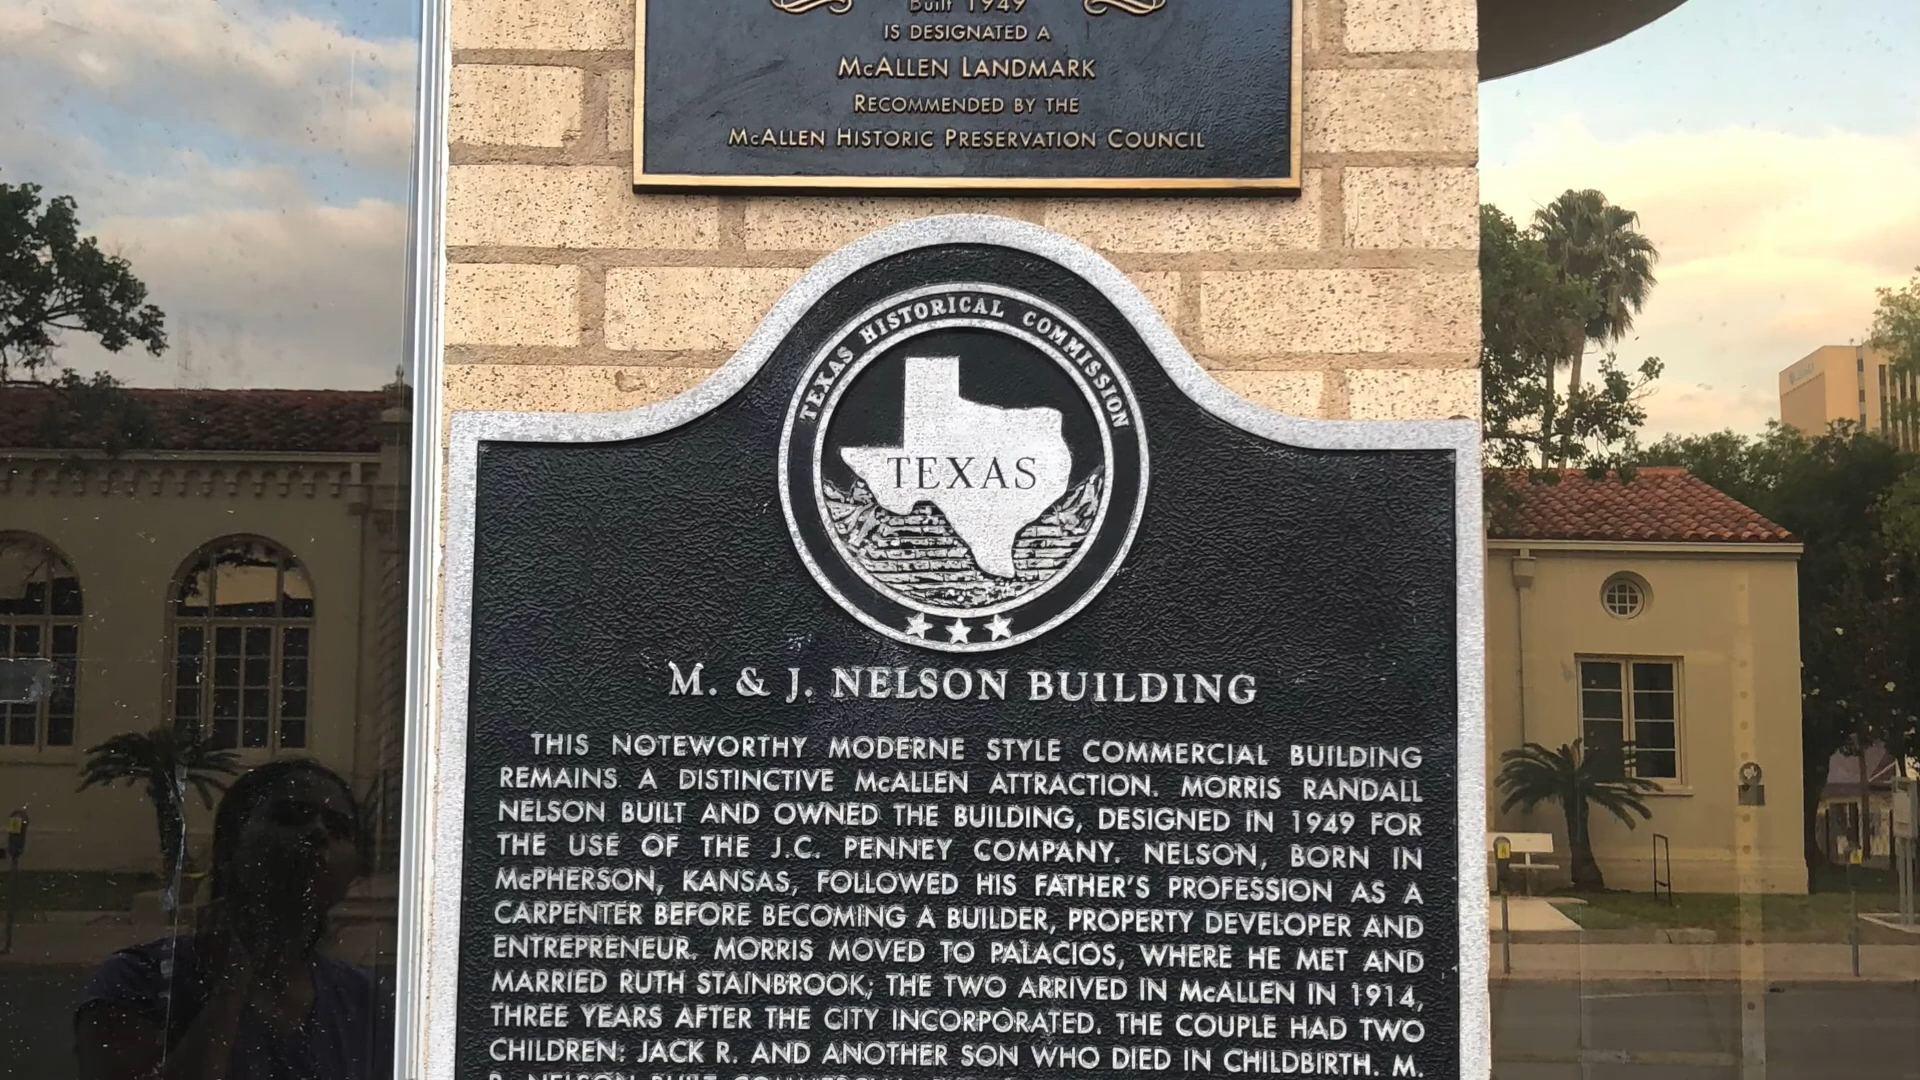 Built 1949
IS DESIGNATED A
McALLEN LANDMARK
RECOMMENDED BY THE
McALLEN HISTORIC PRESERVATION COUNCIL
TEXAS HISTORICAL COMMISSION
TEXAS
M. & J. NELSON BUILDING
THIS NOTEWORTHY MODERNE STYLE COMMERCIAL BUILDING
REMAINS A DISTINCTIVE McALLEN ATTRACTION. MORRIS RANDALL
NELSON BUILT AND OWNED THE BUILDING, DESIGNED IN 1949 FOR
THE USE OF THE J.C. PENNEY COMPANY. NELSON, BORN IN
McPHERSON, KANSAS, FOLLOWED HIS FATHER'S PROFESSION AS A
CARPENTER BEFORE BECOMING A BUILDER, PROPERTY DEVELOPER AND
ENTREPRENEUR. MORRIS MOVED TO PALACIOS, WHERE HE MET AND
MARRIED RUTH STAINBROOK; THE TWO ARRIVED IN McALLEN IN 1914,
THREE YEARS AFTER THE CITY INCORPORATED. THE COUPLE HAD TWO
CHILDREN: JACK R. AND ANOTHER SON WHO DIED IN CHILDBIRTH. M.
R. NELSON BUILT